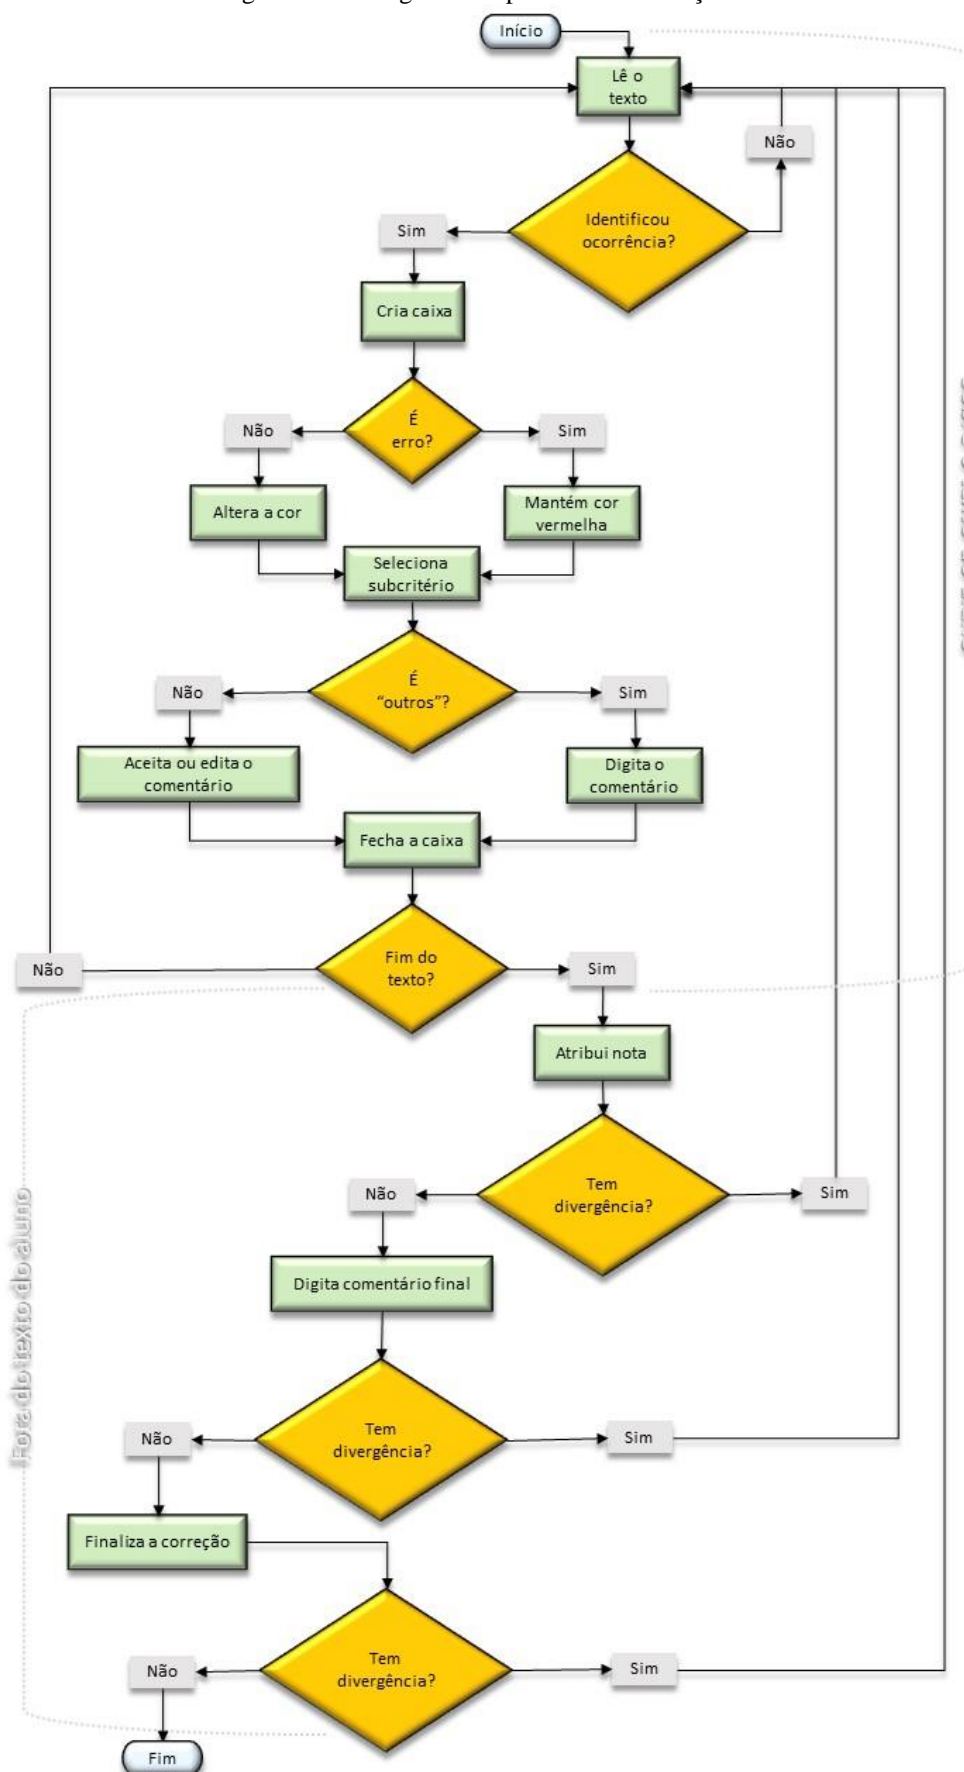 Início
Lê o
texto
Não
Identificou
ocorrência?
Sim
Cria caixa
É
erro?
Não
Sim
Altera a cor
Mantém cor
vermelha
Seleciona
subcritério
É
“outros”?
Não
Sim
Aceita ou edita o
comentário
Digita o
comentário
Fecha a caixa
Fim do
texto?
Não
Sim
Atribui nota
Tem
divergência?
Não
Sim
Digita comentário final
Fora do texto do aluno
Tem
divergência?
Não
Sim
Finaliza a correção
Tem
divergência?
Não
Sim
Fim